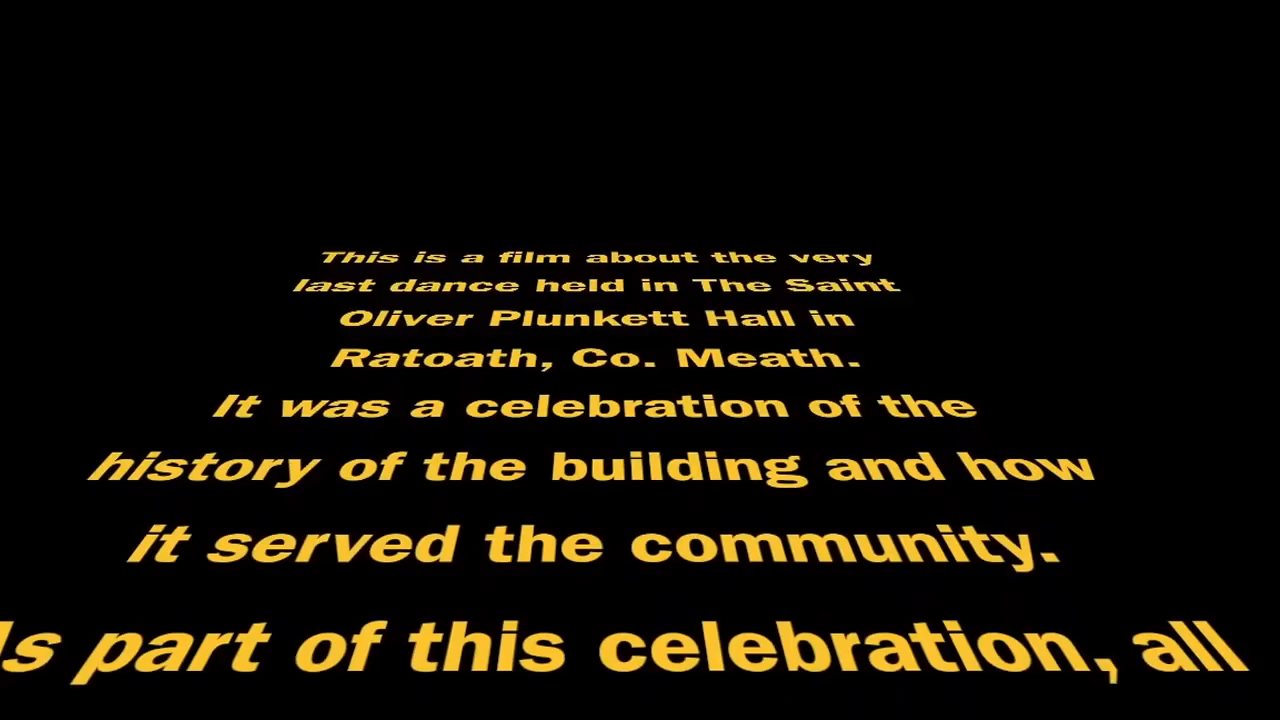 This is a film about the very
last dance held in The Saint
Oliver Plunkett Hall in
Ratoath, Co. Meath.
It was a celebration of the
history of the building and how
it served the community.
part of this celebration, all